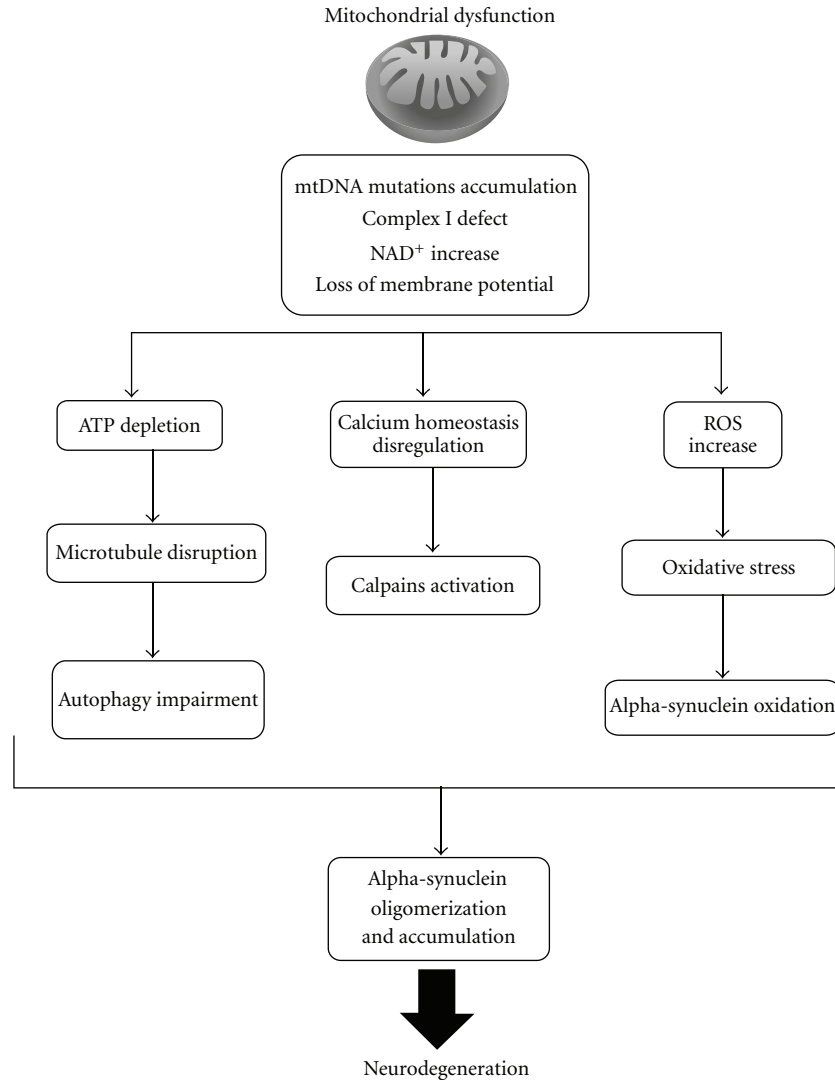 Mitochondrial dysfunction
mtDNA mutations accumulation
Complex I defect
NAD⁺ increase
Loss of membrane potential
ATP depletion
Calcium homeostasis
disregulation
ROS
increase
Microtubule disruption
Calpains activation
Oxidative stress
Autophagy impairment
Alpha-synuclein oxidation
Alpha-synuclein
oligomerization
and accumulation
Neurodegeneration